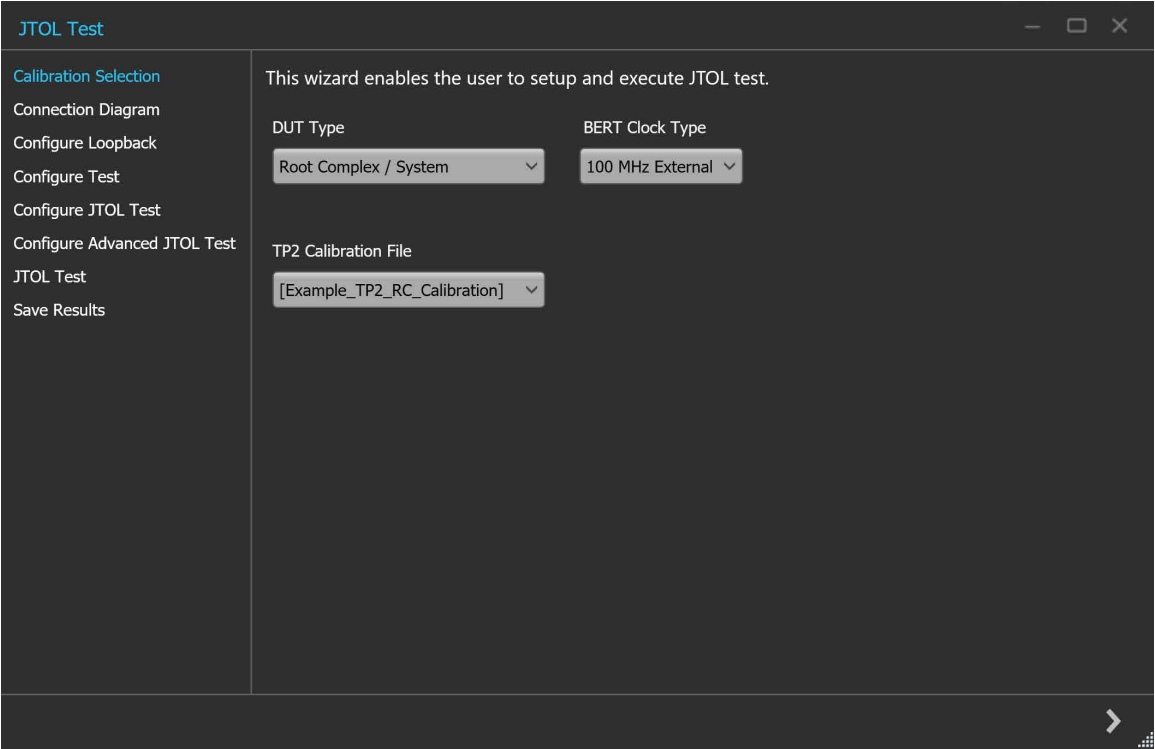 JTOL Test
Calibration Selection
Connection Diagram
Configure Loopback
Configure Test
Configure JTOL Test
Configure Advanced JTOL Test
JTOL Test
Save Results
This wizard enables the user to setup and execute JTOL test.
DUT Type
BERT Clock Type
Root Complex / System
100 MHz External
TP2 Calibration File
[Example_TP2_RC_Calibration]